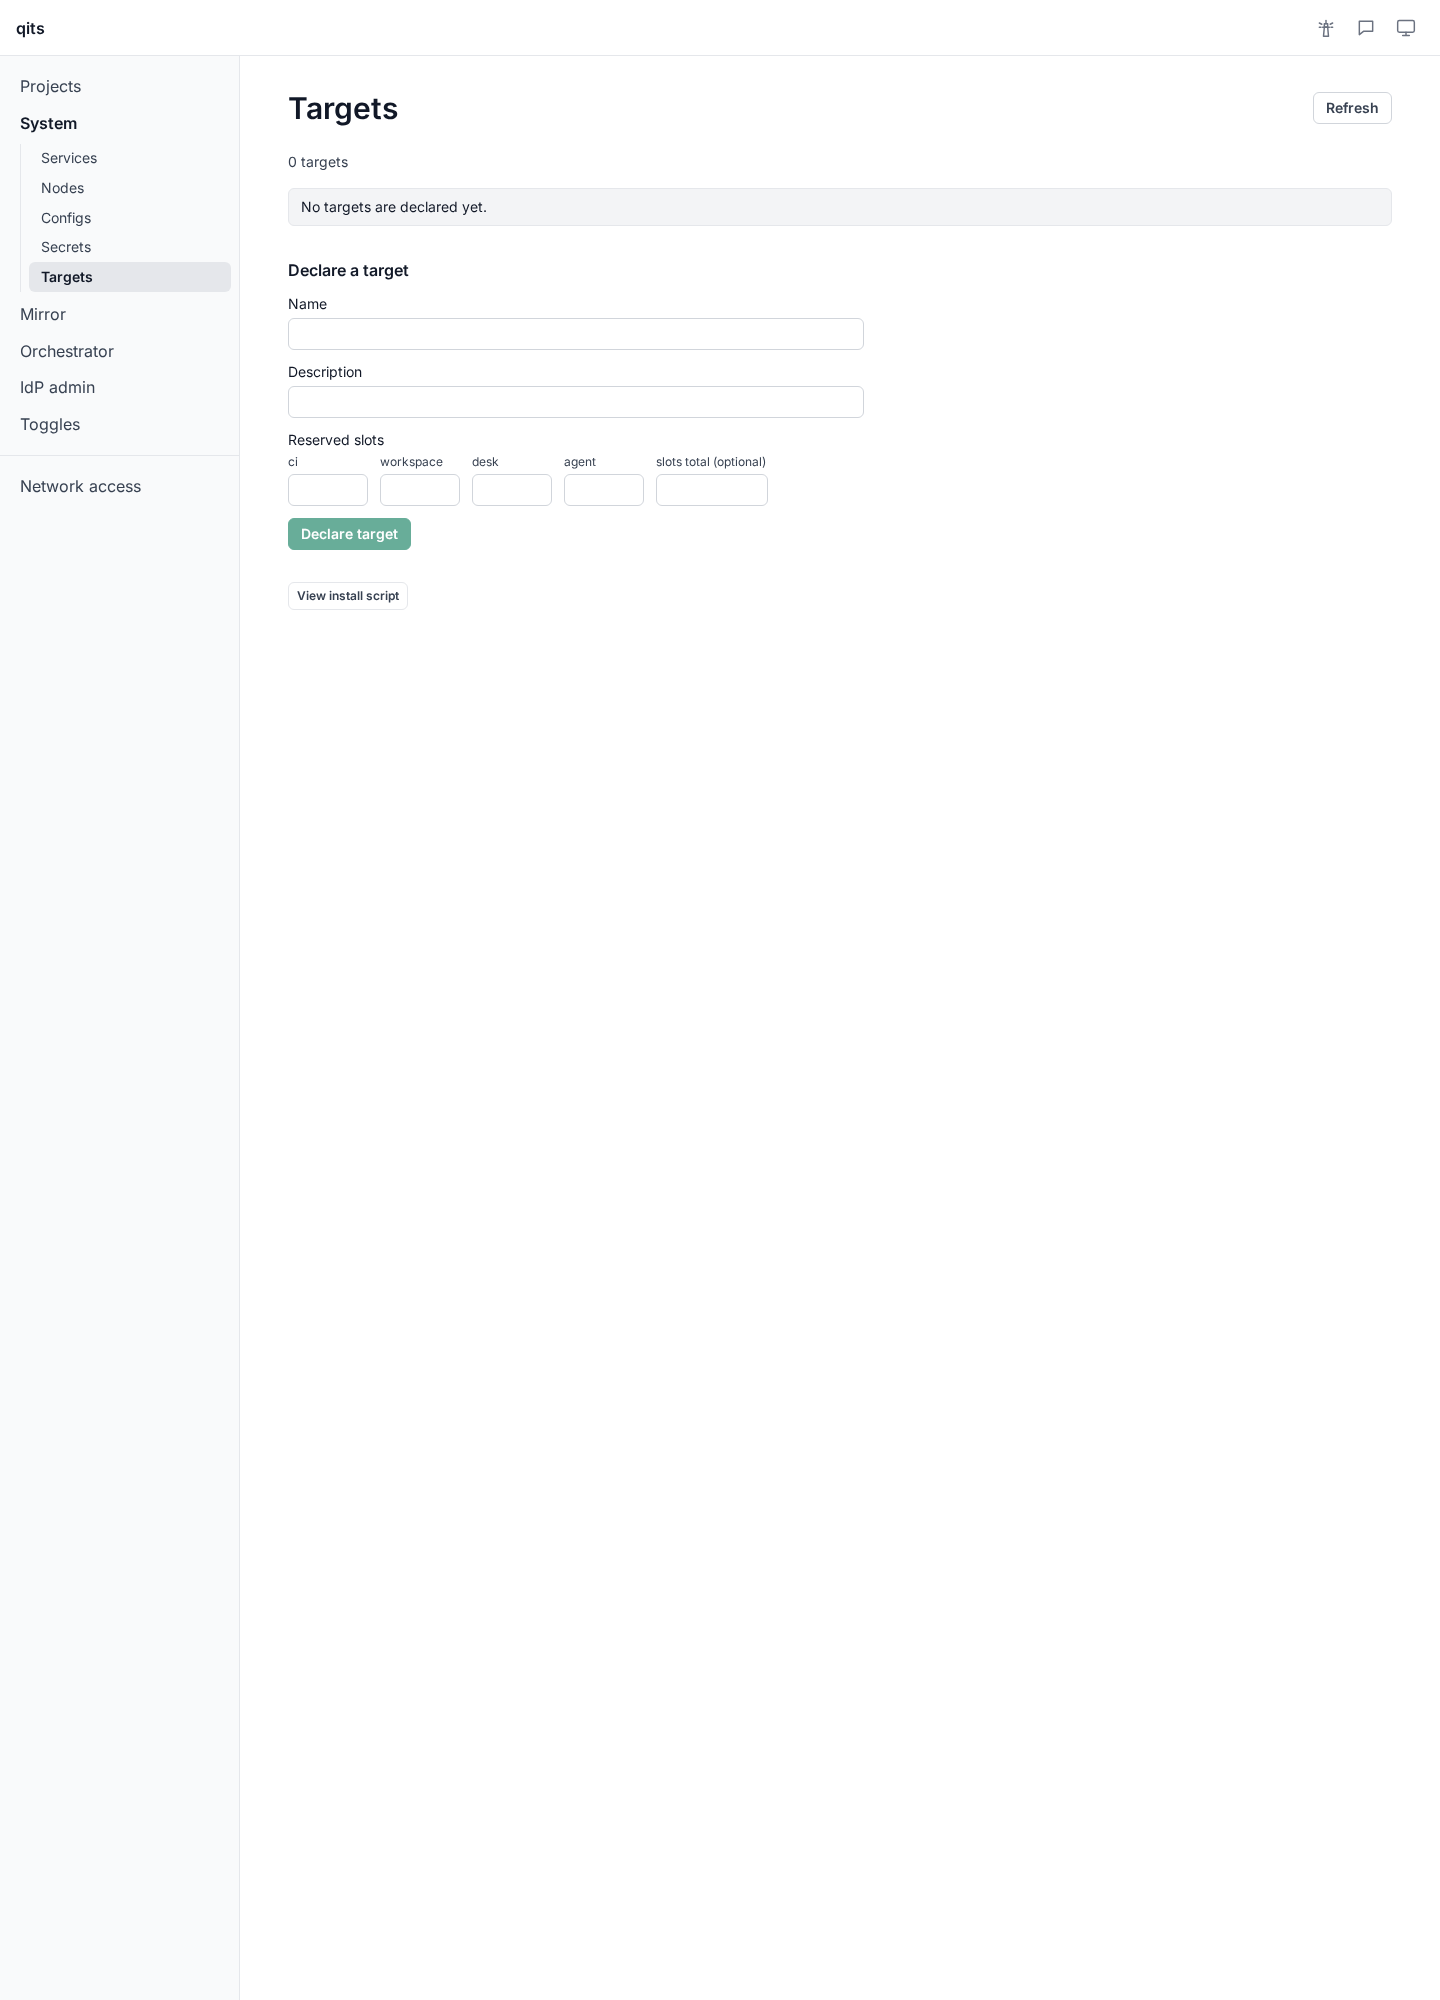 qits
Projects
System
Services
Nodes
Configs
Secrets
Targets
Mirror
Orchestrator
IdP admin
Toggles
Network access
Targets
Refresh
0 targets
No targets are declared yet.
Declare a target
Name
Description
Reserved slots
ci workspace desk agent slots total (optional)
Declare target
View install script